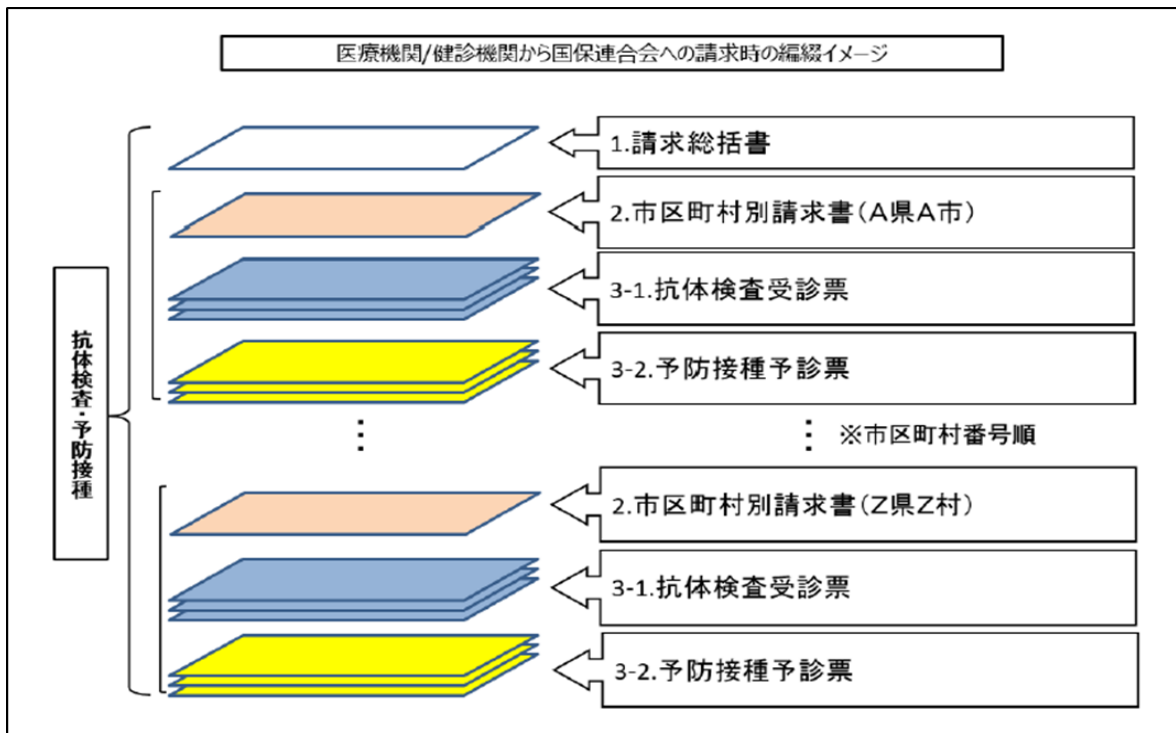 医療機関/健診機関から国保連合会への請求時の編綴イメージ
1.請求総括書
2.市区町村別請求書(A県A市)
3-1.抗体検査受診票
3-2.予防接種予診票
抗体検査・予防接種
⋮ ⋮ ※市区町村番号順
2.市区町村別請求書(Z県Z村)
3-1.抗体検査受診票
3-2.予防接種予診票